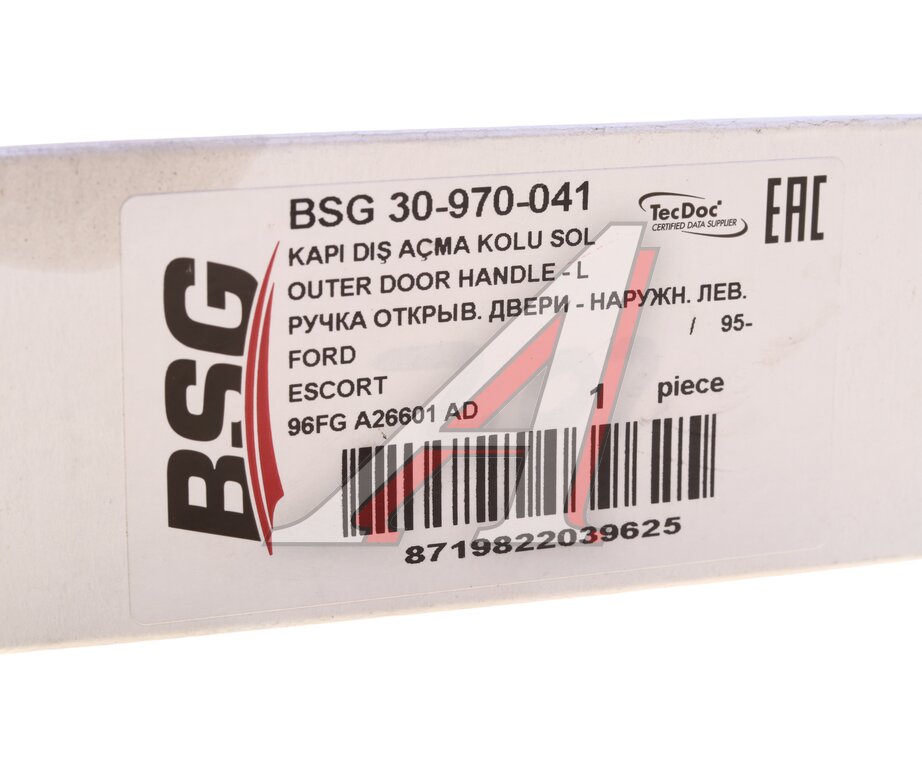 BSG
BSG 30-970-041
TecDoc
CERTIFIED DATA SUPPLIER
EAC
KAPI DIŞ AÇMA KOLU SOL
OUTER DOOR HANDLE - L
РУЧКА ОТКРЫВ. ДВЕРИ - НАРУЖН. ЛЕВ.
/ 95-
FORD
ESCORT
96FG A26601 AD
1 piece
8719822039625